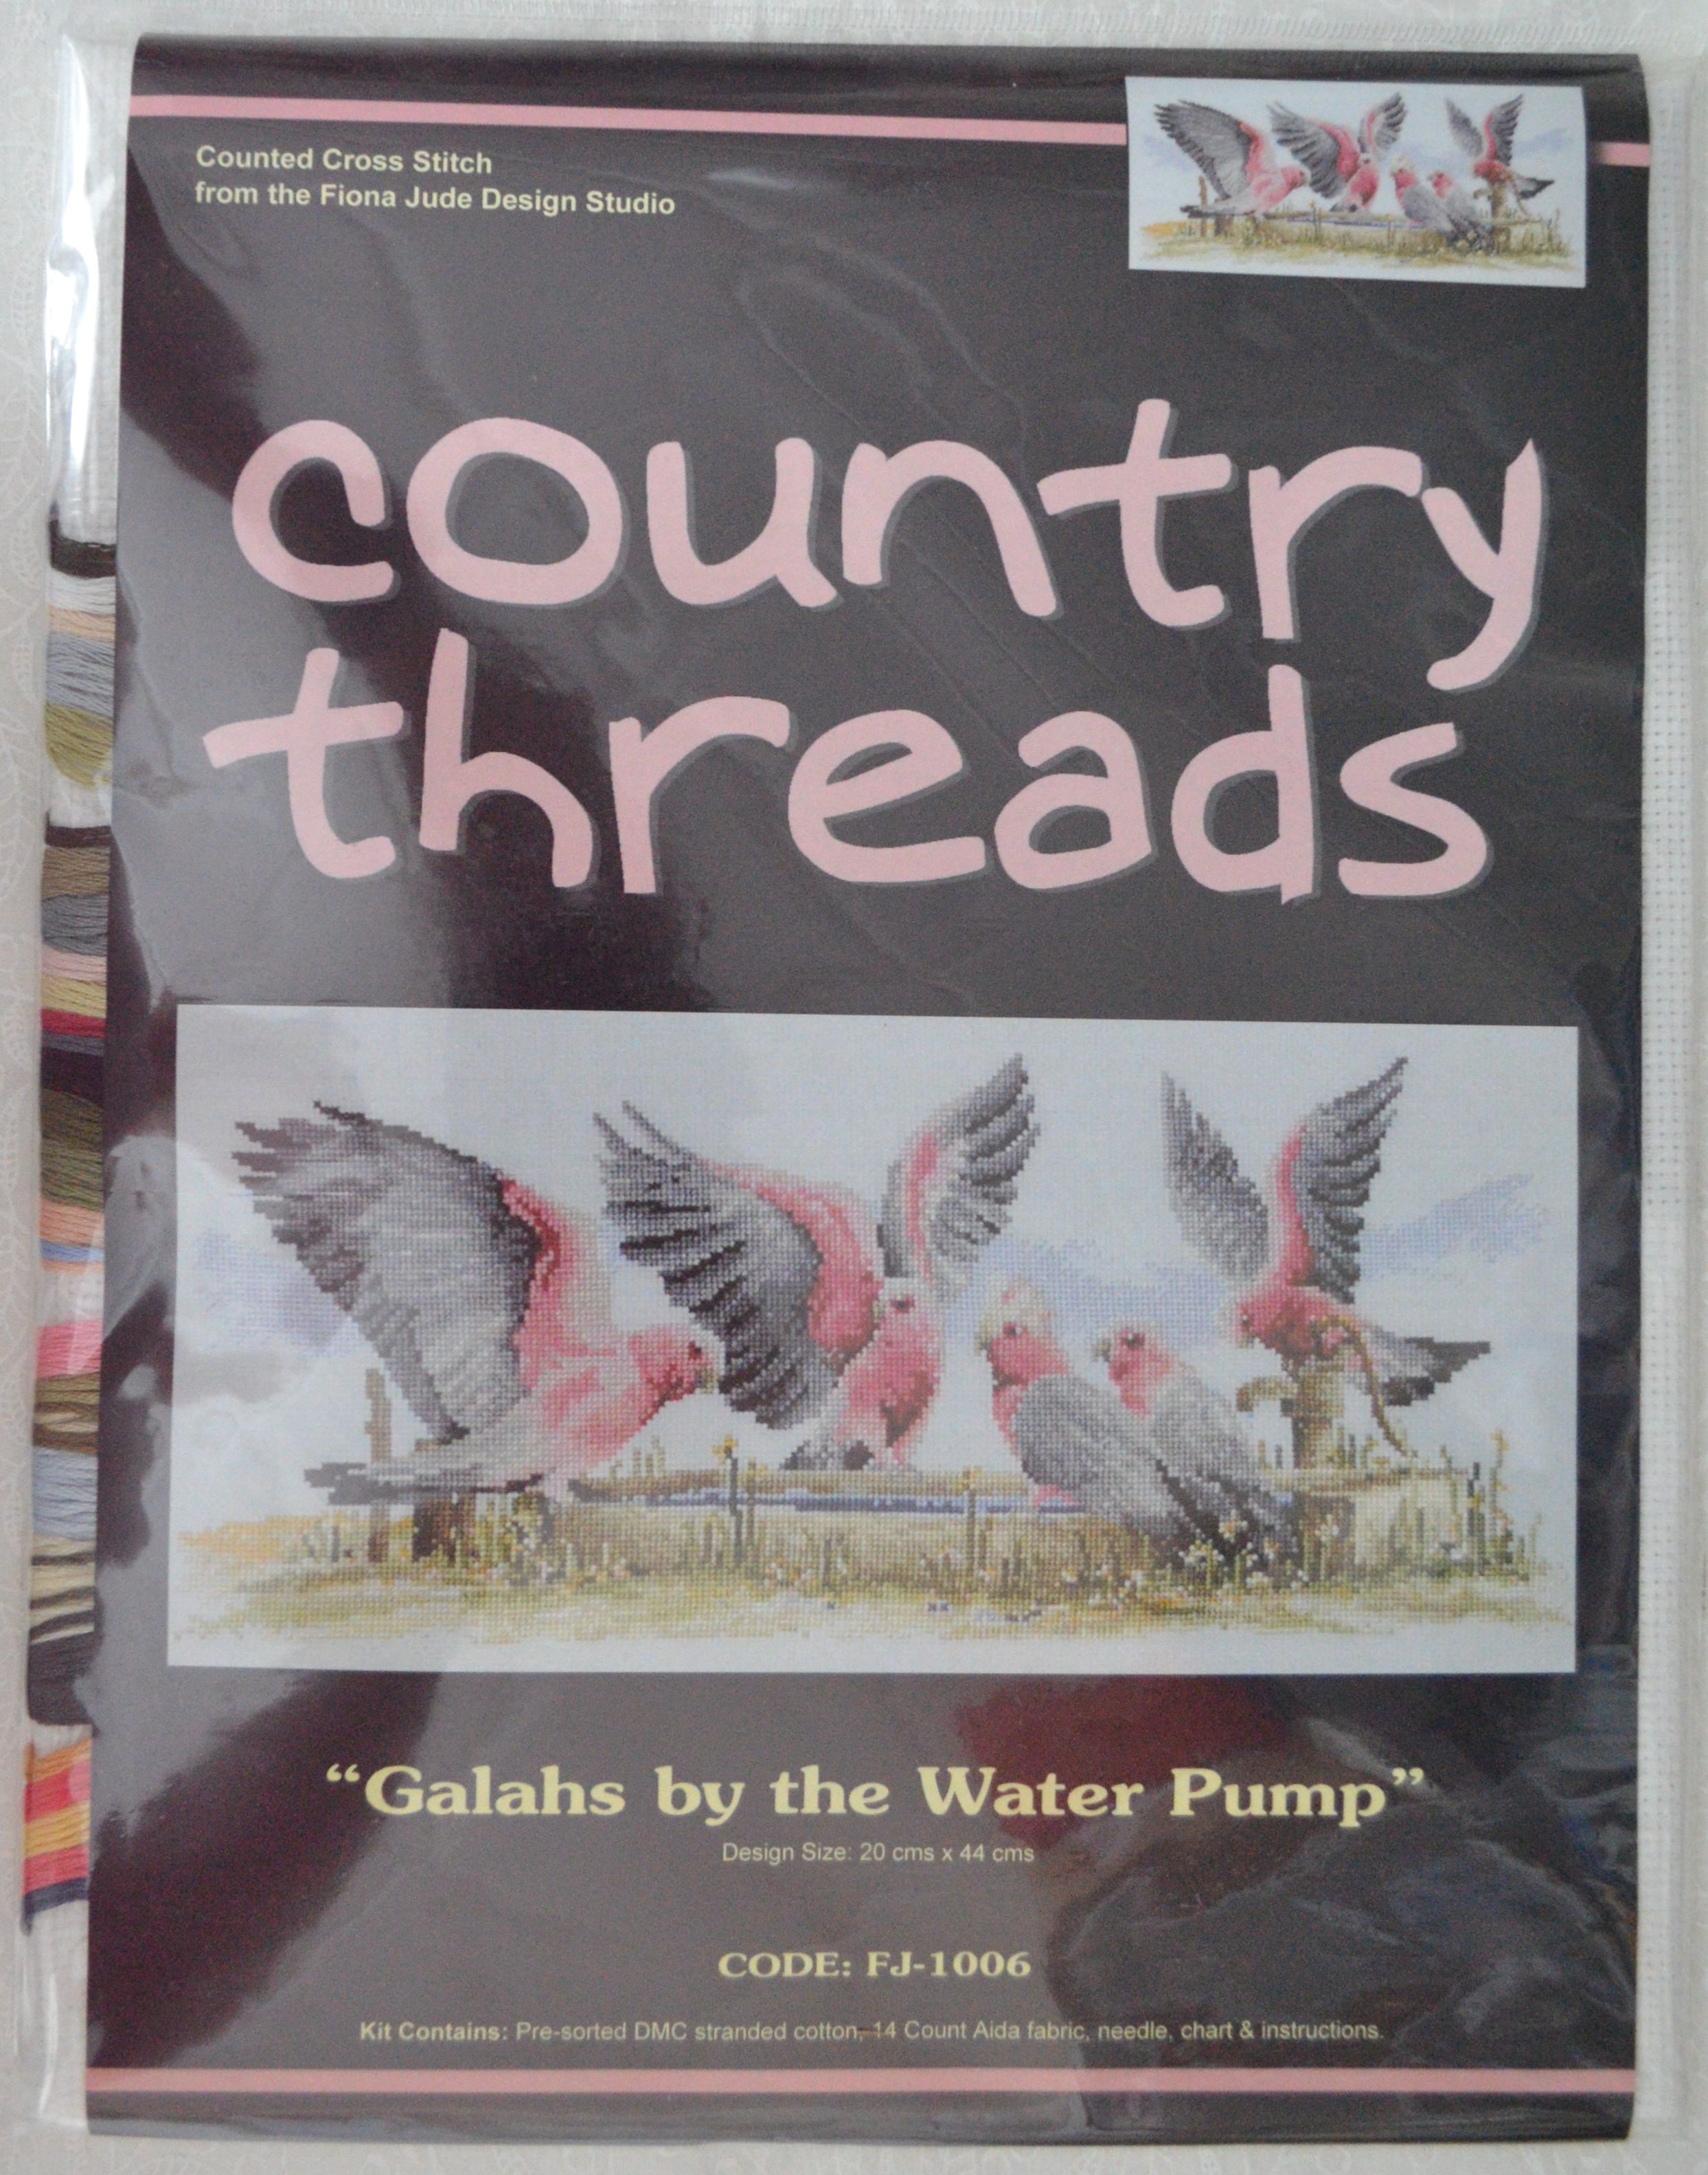 Counted Cross Stitch
from the Fiona Jude Design Studio
country
threads
“Galahs by the Water Pump”
Design Size: 20 cms x 44 cms
CODE: FJ-1006
Kit Contains: Pre-sorted DMC stranded cotton, 14 Count Aida fabric, needle, chart & instructions.